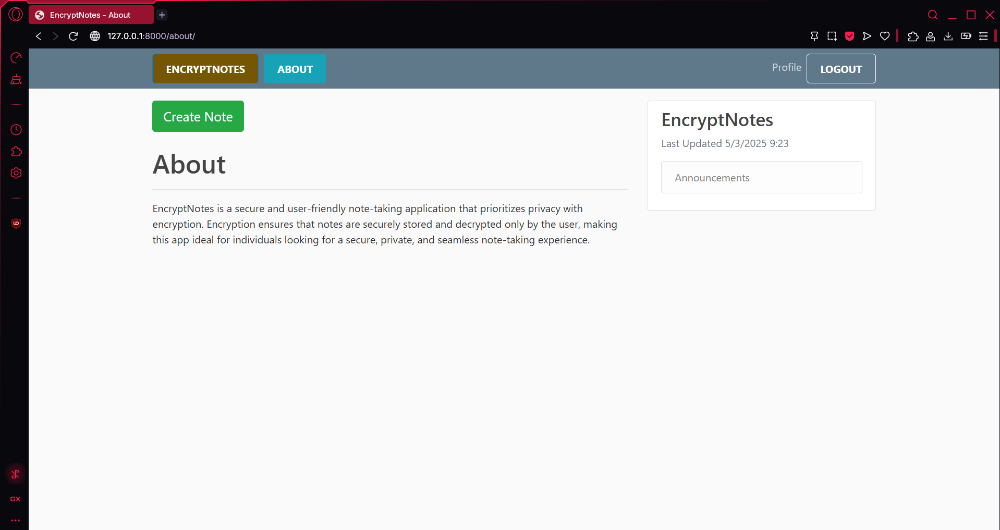 EncryptNotes - About
127.0.0.1:8000/about/
ENCRYPTNOTES
ABOUT
Profile
LOGOUT
Create Note
About
EncryptNotes is a secure and user-friendly note-taking application that prioritizes privacy with
encryption. Encryption ensures that notes are securely stored and decrypted only by the user, making
this app ideal for individuals looking for a secure, private, and seamless note-taking experience.
EncryptNotes
Last Updated 5/3/2025 9:23
Announcements
GX